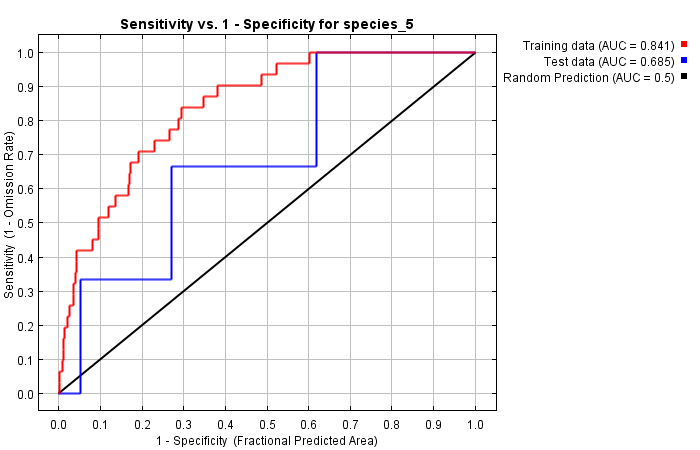 Sensitivity vs. 1 - Specificity for species_5
Training data (AUC = 0.841)
Test data (AUC = 0.685)
Random Prediction (AUC = 0.5)
Sensitivity (1 - Omission Rate)
1.0
0.9
0.8
0.7
0.6
0.5
0.4
0.3
0.2
0.1
0.0
0.0 0.1 0.2 0.3 0.4 0.5 0.6 0.7 0.8 0.9 1.0
1 - Specificity (Fractional Predicted Area)